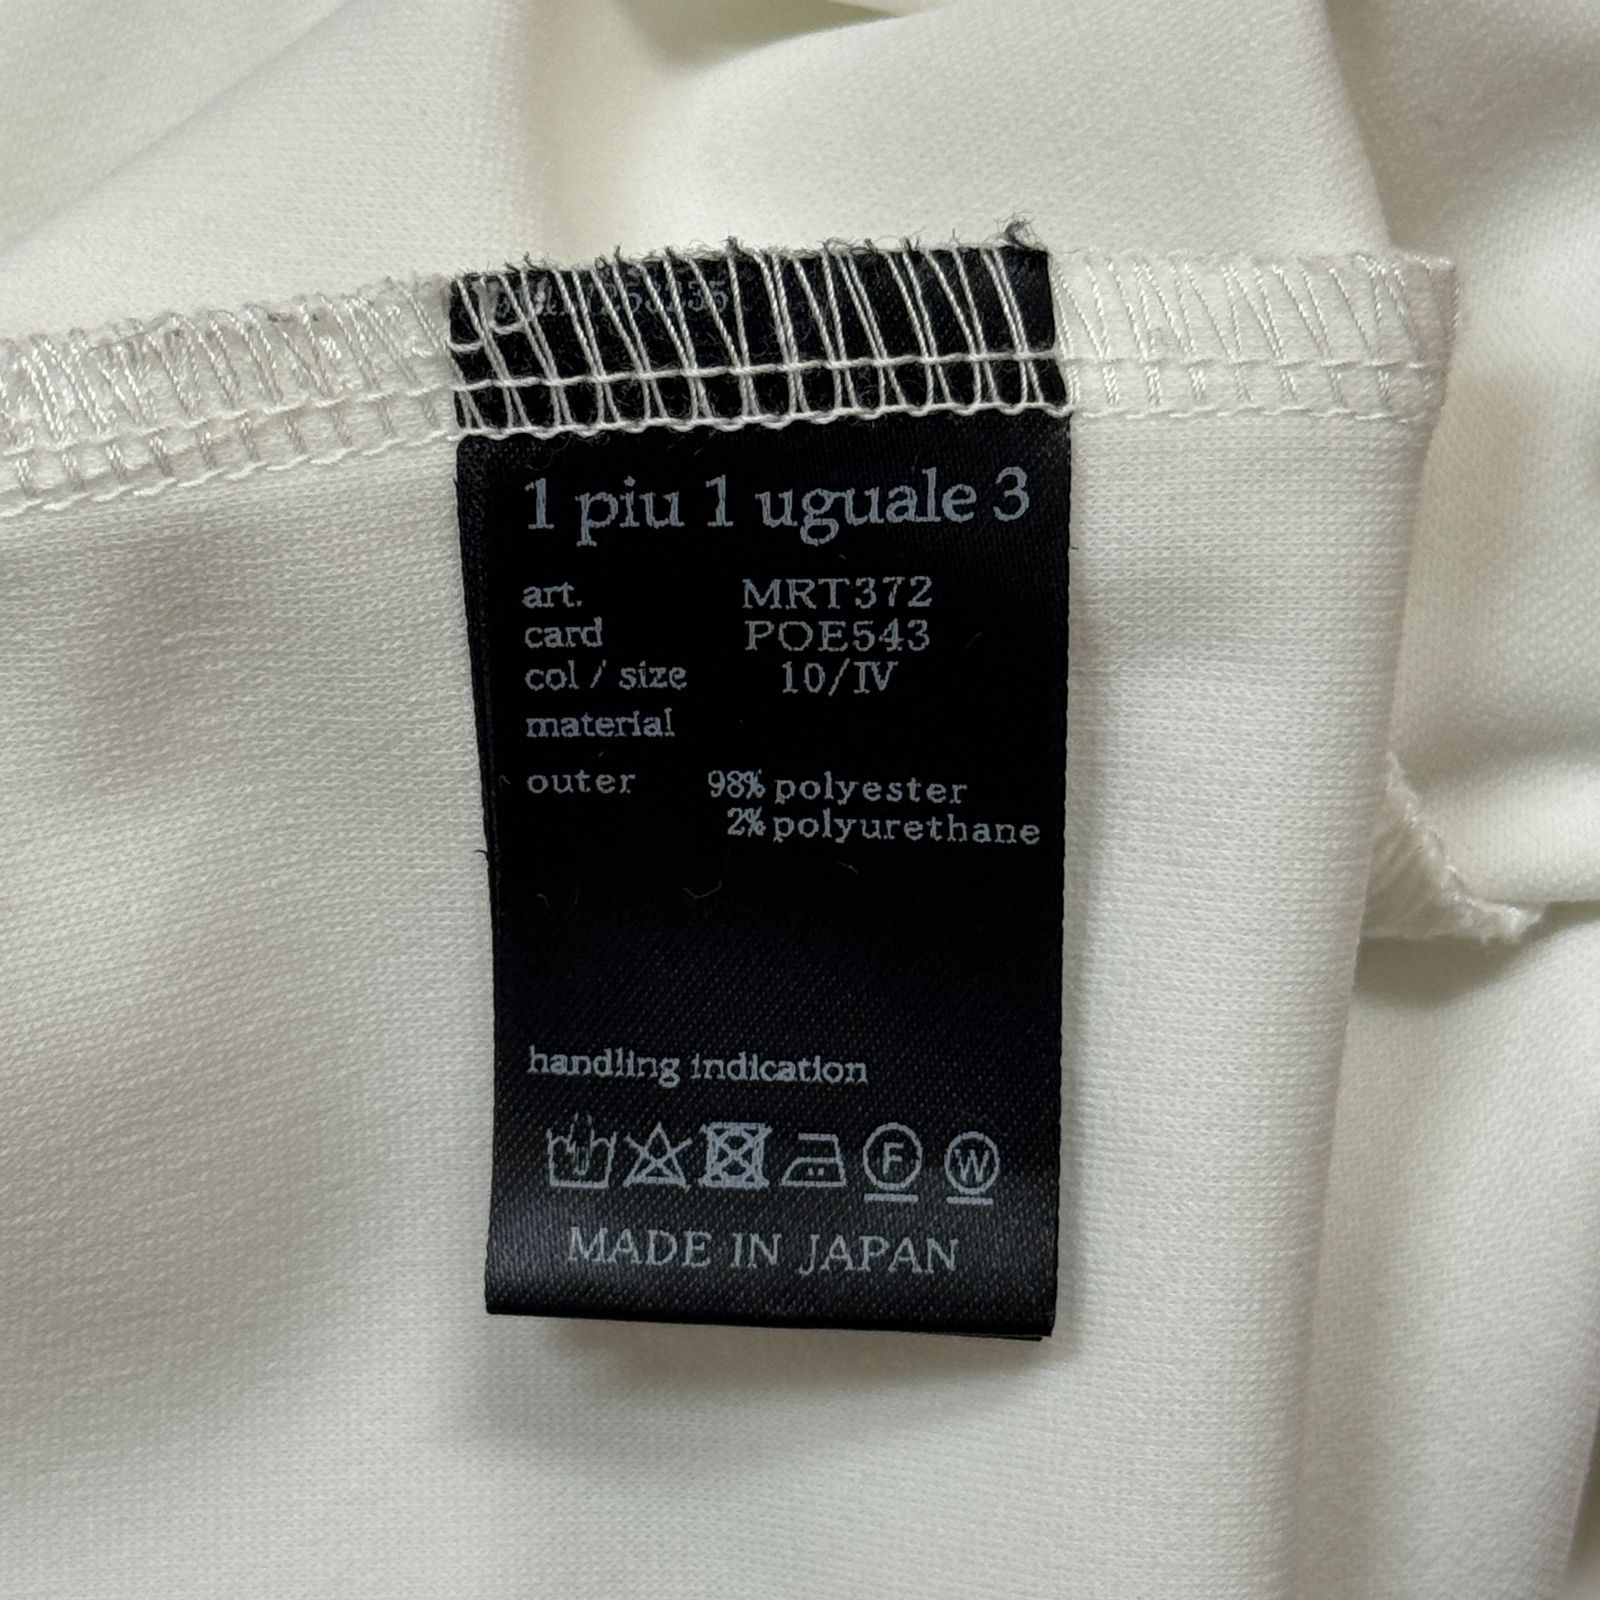 1 piu 1 uguale 3
art. MRT372
card POE543
col / size 10/IV
material
outer 98% polyester
2% polyurethane
handling indication
F W
MADE IN JAPAN